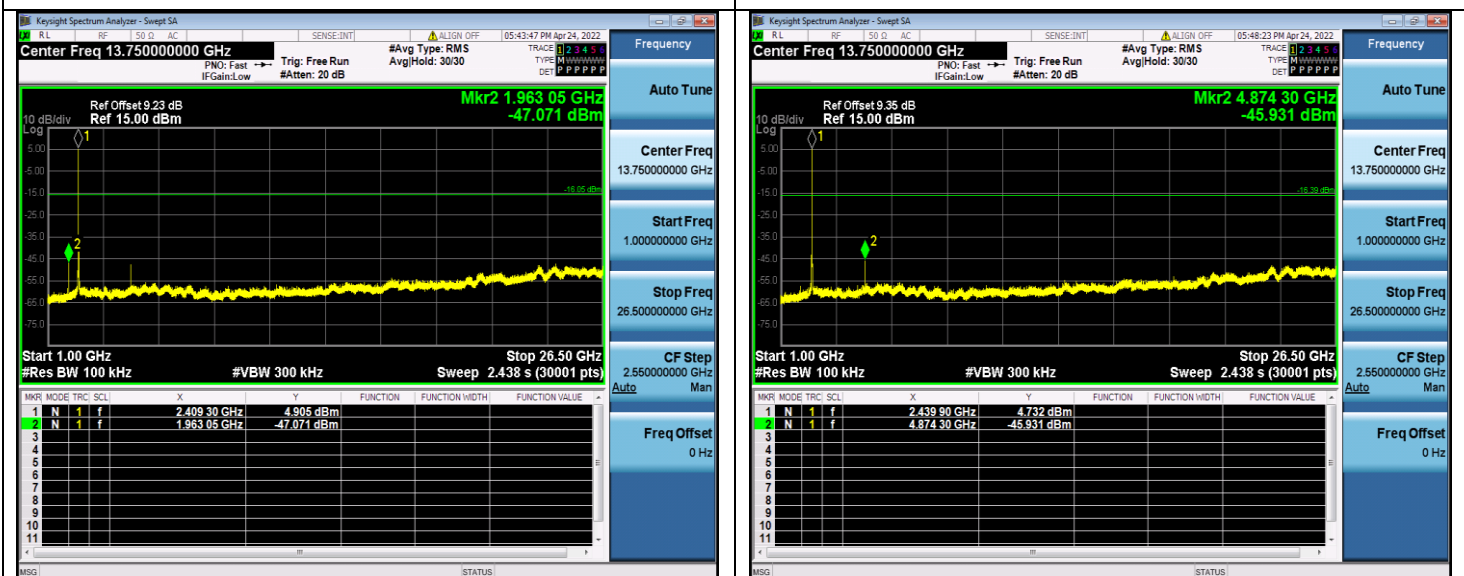 Keysight Spectrum Analyzer - Swept SA
RL RF 50 Ω AC SENSE:INT ALIGN OFF 05:43:47 PM Apr 24, 2022
Center Freq 13.750000000 GHz
PNO: Fast
IFGain:Low
Trig: Free Run
#Atten: 20 dB
#Avg Type: RMS
Avg|Hold: 30/30
TRACE 1 2 3 4 5 6
TYPE M WWWWW
DET P P P P P P
Ref Offset 9.23 dB
10 dB/div Ref 15.00 dBm
Log
Mkr2 1.963 05 GHz
-47.071 dBm
1
5.00
-5.00
-15.0
-16.05 dBm
-25.0
-35.0
2
-45.0
-55.0
-65.0
-75.0
Start 1.00 GHz Stop 26.50 GHz
#Res BW 100 kHz #VBW 300 kHz Sweep 2.438 s (30001 pts)
MKR MODE TRC SCL X Y FUNCTION FUNCTION WIDTH FUNCTION VALUE
1 N 1 f 2.409 30 GHz 4.905 dBm
2 N 1 f 1.963 05 GHz -47.071 dBm
3
4
5
6
7
8
9
10
11
MSG STATUS
Frequency
Auto Tune
Center Freq
13.750000000 GHz
Start Freq
1.000000000 GHz
Stop Freq
26.500000000 GHz
CF Step
2.550000000 GHz
Auto Man
Freq Offset
0 Hz
Keysight Spectrum Analyzer - Swept SA
RL RF 50 Ω AC SENSE:INT ALIGN OFF 05:48:23 PM Apr 24, 2022
Center Freq 13.750000000 GHz
PNO: Fast
IFGain:Low
Trig: Free Run
#Atten: 20 dB
#Avg Type: RMS
Avg|Hold: 30/30
TRACE 1 2 3 4 5 6
TYPE M WWWWW
DET P P P P P P
Ref Offset 9.35 dB
10 dB/div Ref 15.00 dBm
Log
Mkr2 4.874 30 GHz
-45.931 dBm
1
5.00
-5.00
-15.0
-16.39 dBm
-25.0
-35.0
2
-45.0
-55.0
-65.0
-75.0
Start 1.00 GHz Stop 26.50 GHz
#Res BW 100 kHz #VBW 300 kHz Sweep 2.438 s (30001 pts)
MKR MODE TRC SCL X Y FUNCTION FUNCTION WIDTH FUNCTION VALUE
1 N 1 f 2.439 90 GHz 4.732 dBm
2 N 1 f 4.874 30 GHz -45.931 dBm
3
4
5
6
7
8
9
10
11
MSG STATUS
Frequency
Auto Tune
Center Freq
13.750000000 GHz
Start Freq
1.000000000 GHz
Stop Freq
26.500000000 GHz
CF Step
2.550000000 GHz
Auto Man
Freq Offset
0 Hz